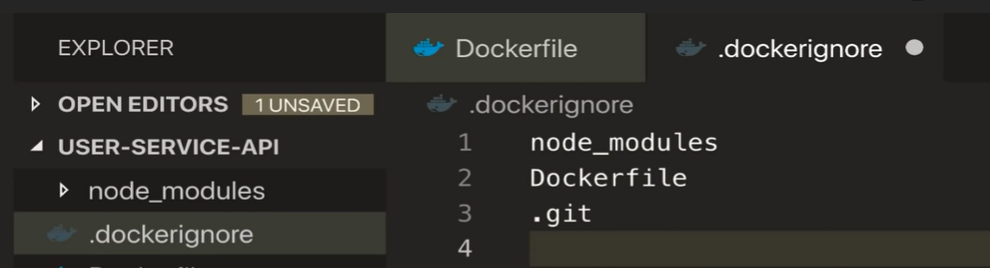 EXPLORER
Dockerfile
.dockerignore
OPEN EDITORS 1 UNSAVED
.dockerignore
USER-SERVICE-API
node_modules
.dockerignore
1 node_modules
2 Dockerfile
3 .git
4